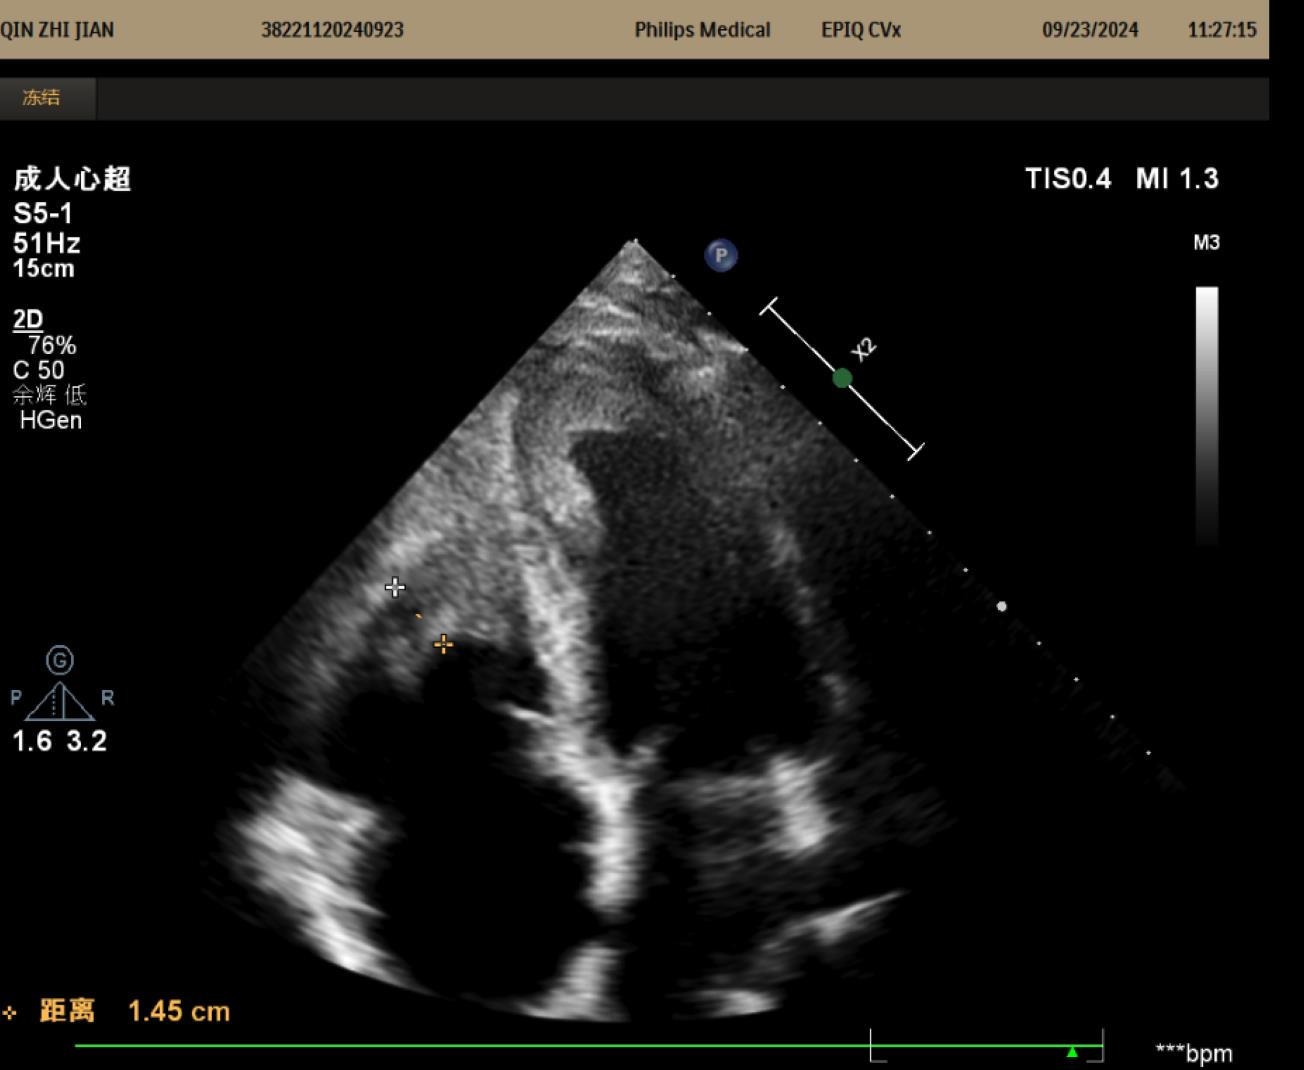 QIN ZHI JIAN 38221120240923 Philips Medical EPIQ CVx 09/23/2024 11:27:15
冻结
成人心超
S5-1
51Hz
15cm
2D
76%
C 50
余辉 低
HGen
TIS0.4 MI 1.3
M3
X2
P
G
P R
1.6 3.2
距离 1.45 cm
***bpm